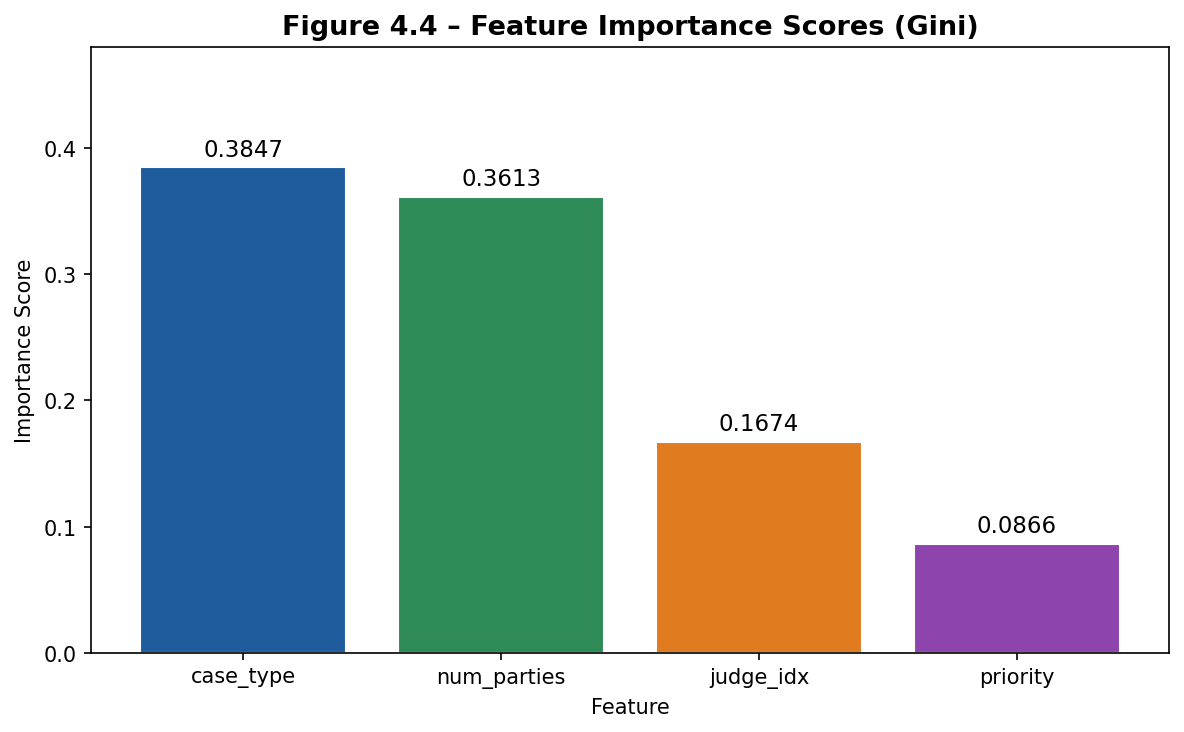 Figure 4.4 – Feature Importance Scores (Gini)
Importance Score
0.4
0.3
0.2
0.1
0.0
0.3847
0.3613
0.1674
0.0866
case_type num_parties judge_idx priority
Feature